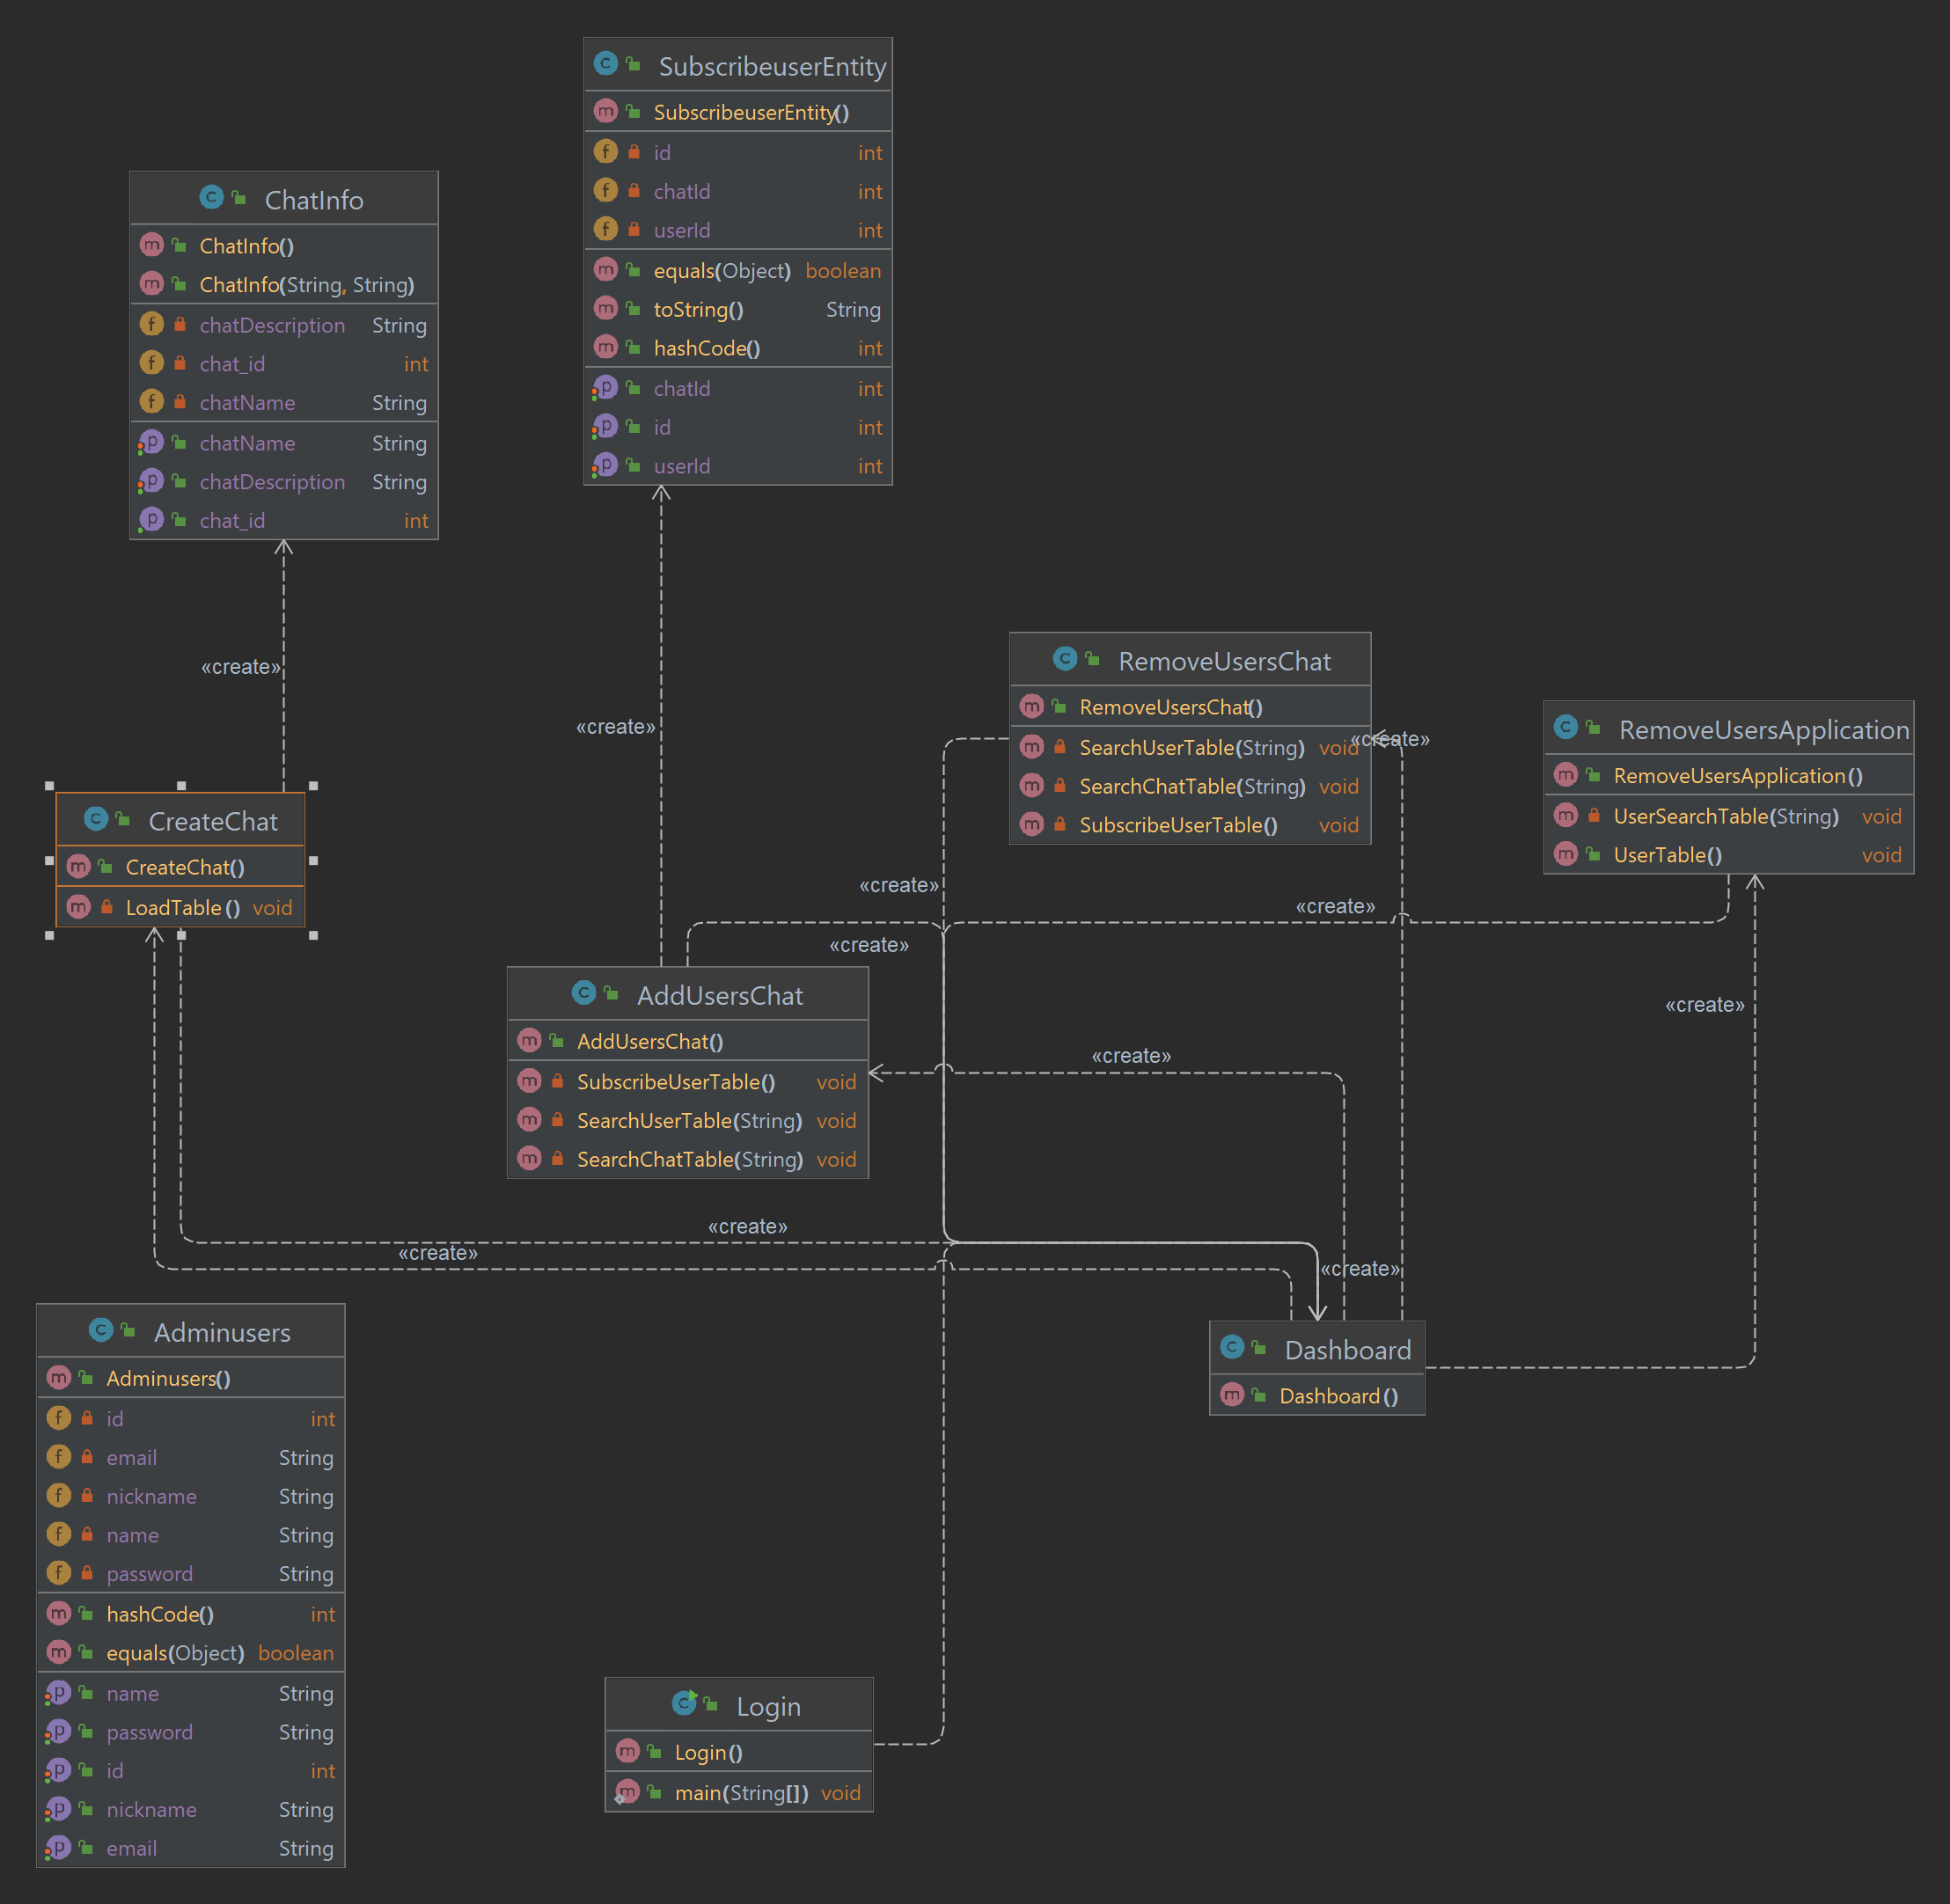 SubscribeuserEntity
SubscribeuserEntity()
id int
chatId int
userId int
equals(Object) boolean
toString() String
hashCode() int
chatId int
id int
userId int
ChatInfo
ChatInfo()
ChatInfo(String, String)
chatDescription String
chat_id int
chatName String
chatName String
chatDescription String
chat_id int
«create»
«create»
RemoveUsersChat
RemoveUsersChat()
SearchUserTable(String) void
SearchChatTable(String) void
SubscribeUserTable() void
«create»
RemoveUsersApplication
RemoveUsersApplication()
UserSearchTable(String) void
UserTable() void
CreateChat
CreateChat()
LoadTable() void
«create»
«create»
«create»
«create»
AddUsersChat
AddUsersChat()
SubscribeUserTable() void
SearchUserTable(String) void
SearchChatTable(String) void
«create»
«create»
«create»
«create»
Dashboard
Dashboard()
Adminusers
Adminusers()
id int
email String
nickname String
name String
password String
hashCode() int
equals(Object) boolean
name String
password String
id int
nickname String
email String
Login
Login()
main(String[]) void